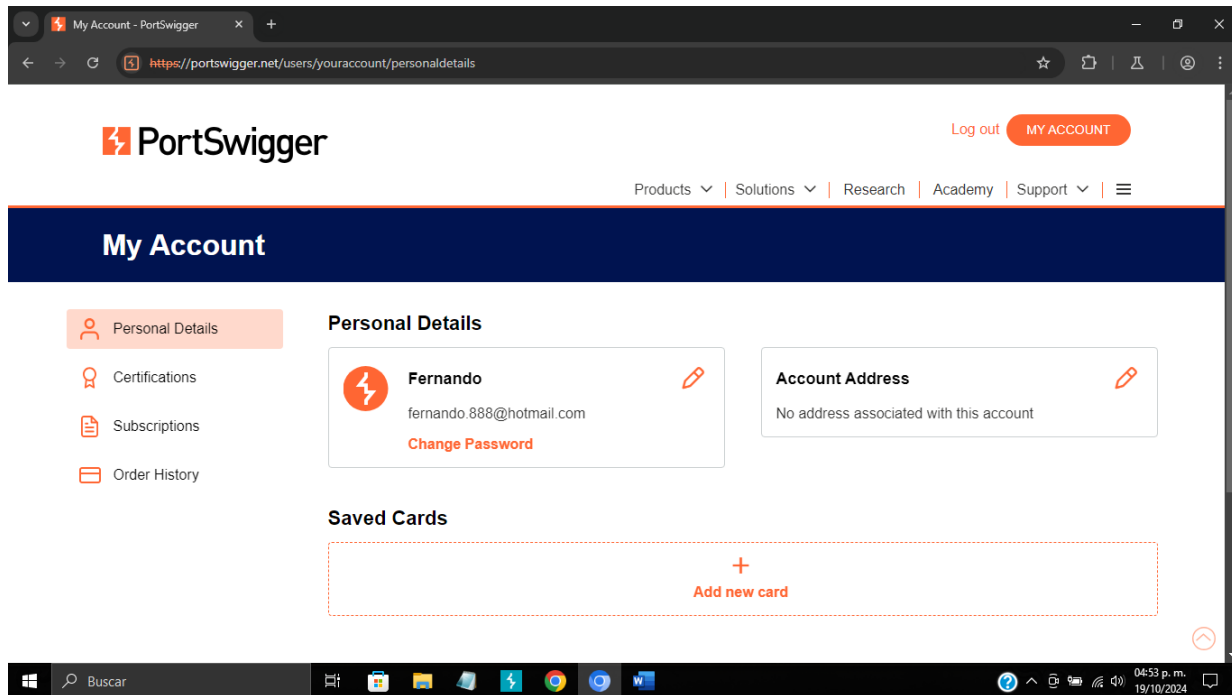 My Account - PortSwigger
https://portswigger.net/users/youraccount/personaldetails
PortSwigger
Log out
MY ACCOUNT
Products
Solutions
Research
Academy
Support
My Account
Personal Details
Certifications
Subscriptions
Order History
Personal Details
Fernando
fernando.888@hotmail.com
Change Password
Account Address
No address associated with this account
Saved Cards
+
Add new card
Buscar
W
04:53 p. m.
19/10/2024